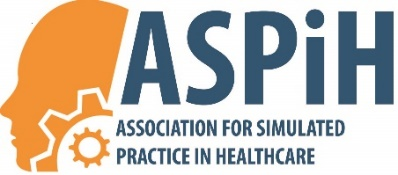 ASPiH
ASSOCIATION FOR SIMULATED
PRACTICE IN HEALTHCARE